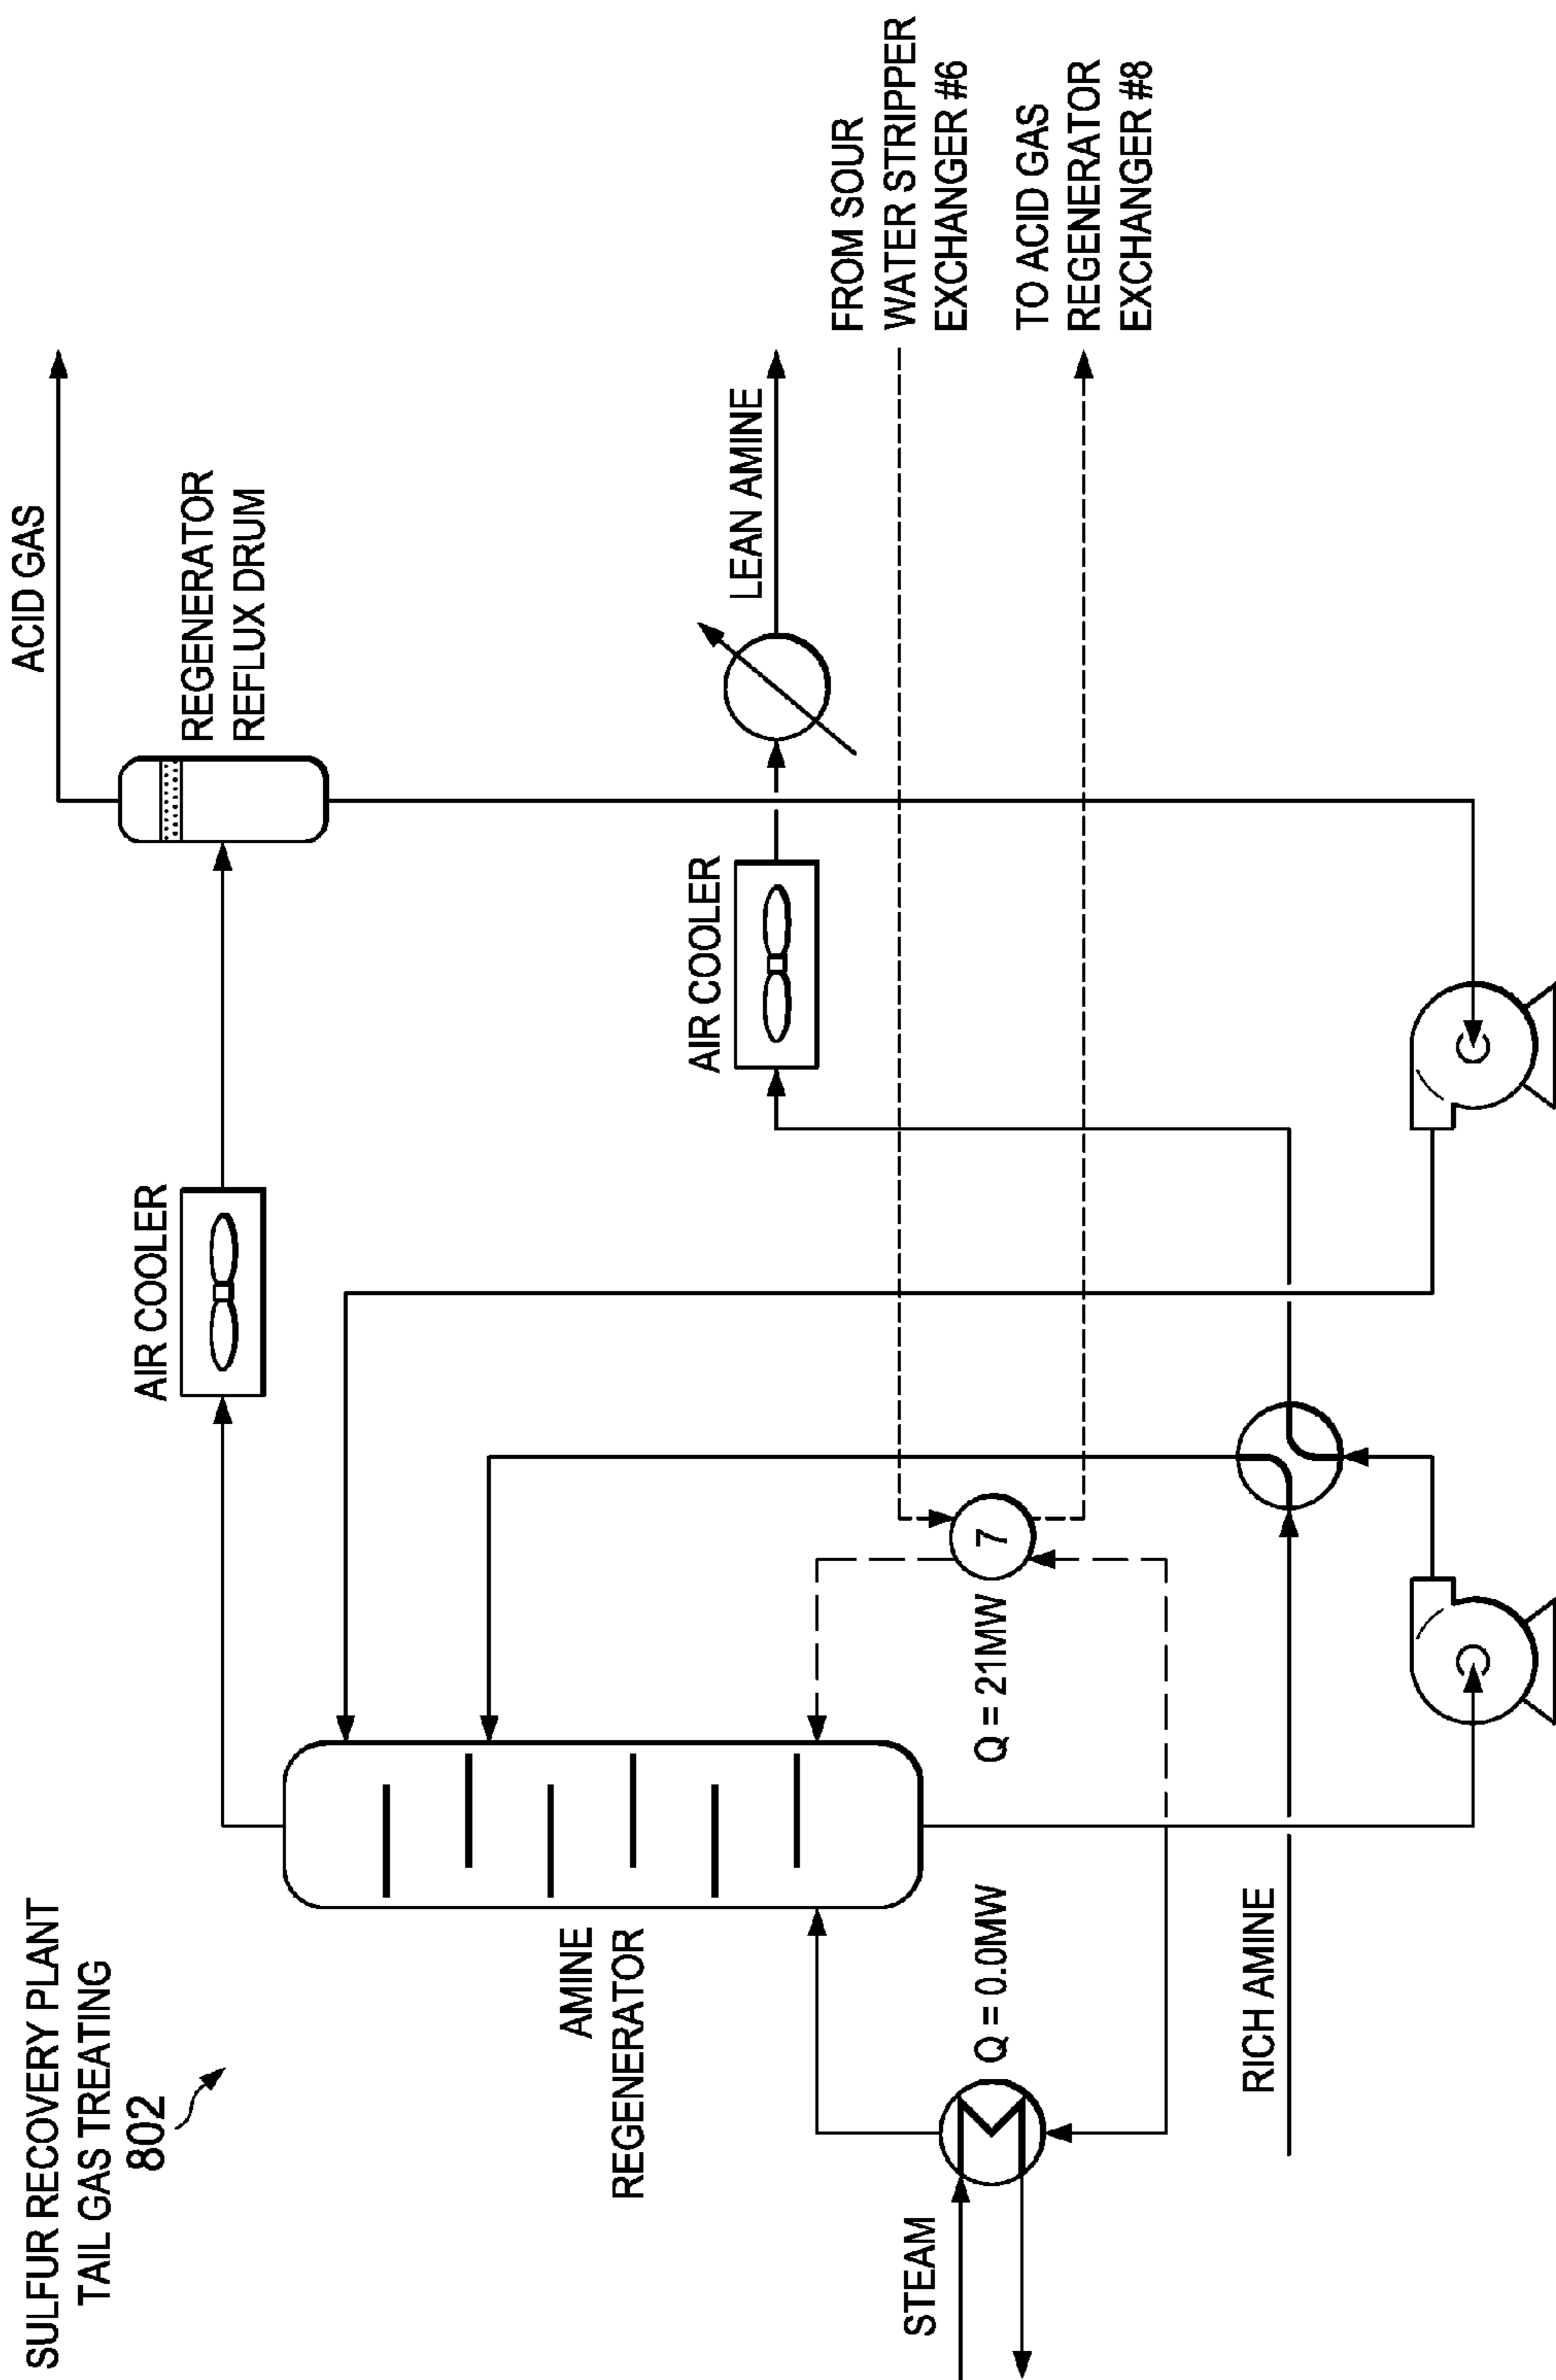 SULFUR RECOVERY PLANT
TAIL GAS TREATING
802
ACID GAS
AIR COOLER
REGENERATOR
REFLUX DRUM
AMINE
REGENERATOR
AIR COOLER
LEAN AMINE
FROM SOUR
WATER STRIPPER
EXCHANGER #6
TO ACID GAS
REGENERATOR
EXCHANGER #8
STEAM
Q = 0.0MW
Q = 21MW
7
RICH AMINE